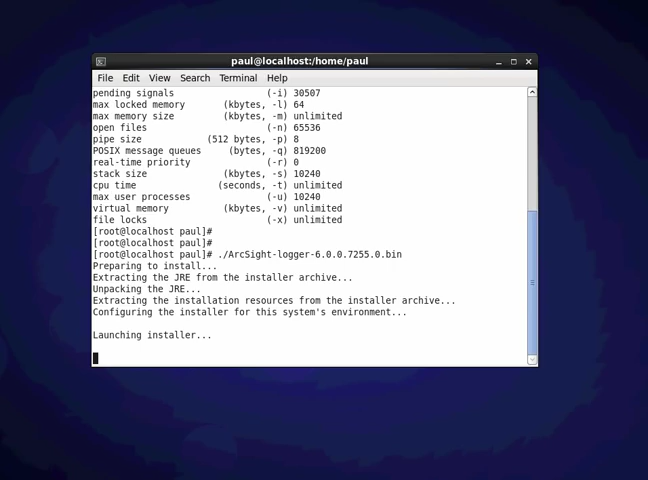 paul@localhost:/home/paul
File Edit View Search Terminal Help
pending signals (-i) 30507
max locked memory (kbytes, -l) 64
max memory size (kbytes, -m) unlimited
open files (-n) 65536
pipe size (512 bytes, -p) 8
POSIX message queues (bytes, -q) 819200
real-time priority (-r) 0
stack size (kbytes, -s) 10240
cpu time (seconds, -t) unlimited
max user processes (-u) 10240
virtual memory (kbytes, -v) unlimited
file locks (-x) unlimited
[root@localhost paul]#
[root@localhost paul]#
[root@localhost paul]# ./ArcSight-logger-6.0.0.7255.0.bin
Preparing to install...
Extracting the JRE from the installer archive...
Unpacking the JRE...
Extracting the installation resources from the installer archive...
Configuring the installer for this system's environment...
Launching installer...